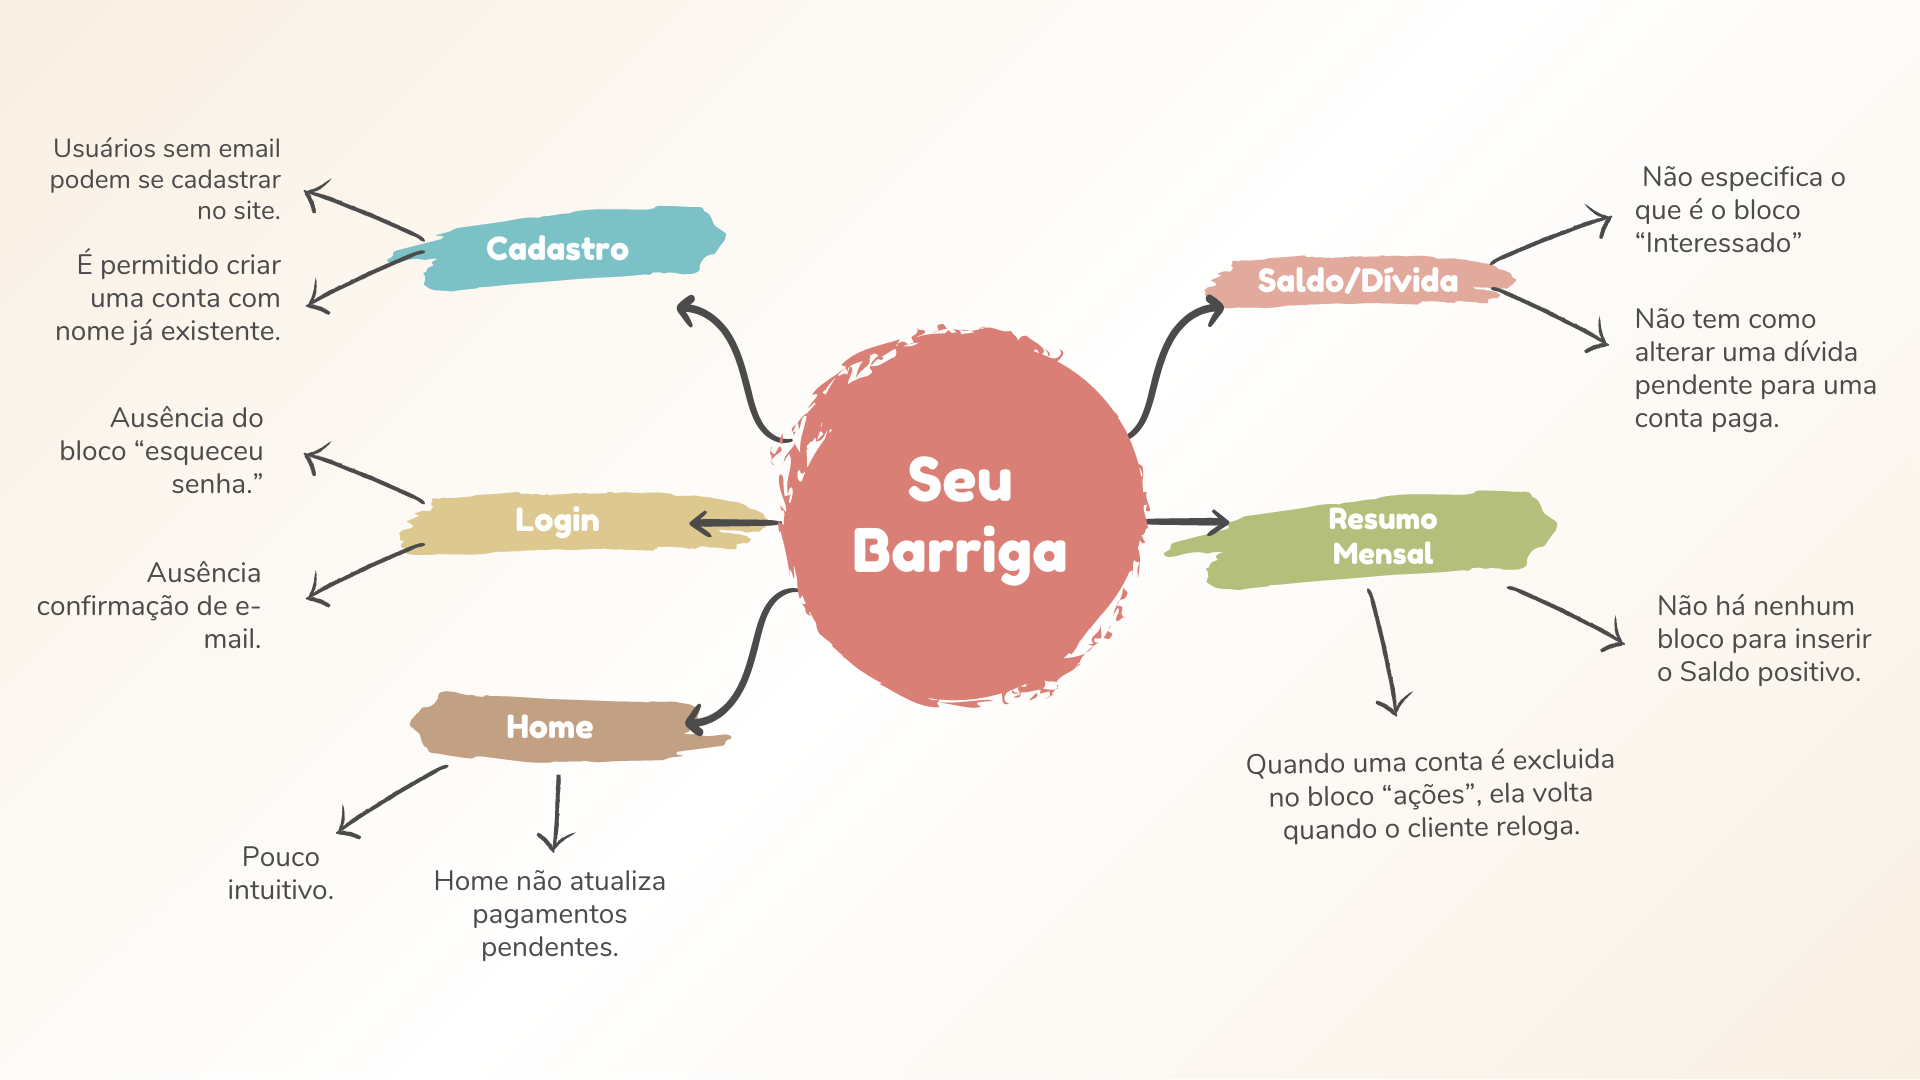 Seu
Barriga
Cadastro
Usuários sem email
podem se cadastrar
no site.
É permitido criar
uma conta com
nome já existente.
Login
Ausência do
bloco “esqueceu
senha.”
Ausência
confirmação de e-
mail.
Home
Pouco
intuitivo.
Home não atualiza
pagamentos
pendentes.
Saldo/Dívida
Não especifica o
que é o bloco
“Interessado”
Não tem como
alterar uma dívida
pendente para uma
conta paga.
Resumo
Mensal
Não há nenhum
bloco para inserir
o Saldo positivo.
Quando uma conta é excluida
no bloco “ações”, ela volta
quando o cliente reloga.